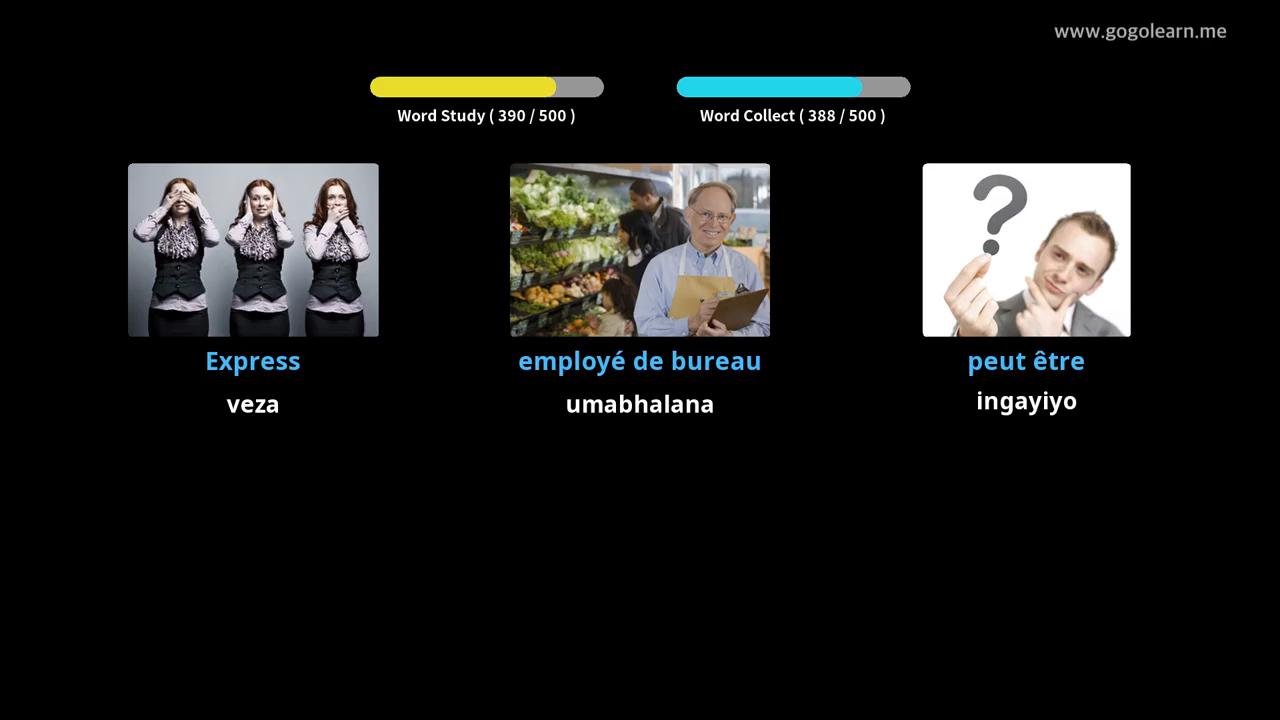 www.gogolearn.me
Word Study ( 390 / 500 )
Word Collect ( 388 / 500 )
Express
employé de bureau
peut être
veza
umabhalana
ingayiyo